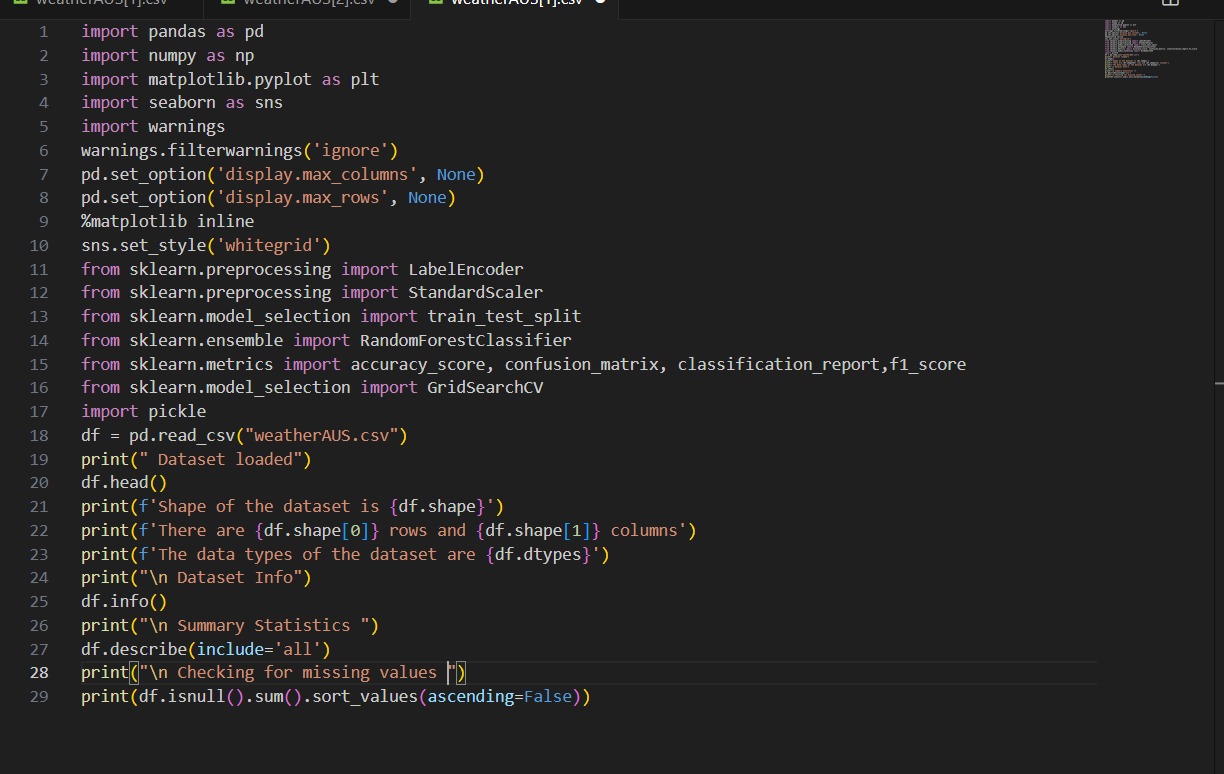 weatherAUS[1].csv weatherAUS[2].csv weatherAUS[1].csv
1 import pandas as pd
2 import numpy as np
3 import matplotlib.pyplot as plt
4 import seaborn as sns
5 import warnings
6 warnings.filterwarnings('ignore')
7 pd.set_option('display.max_columns', None)
8 pd.set_option('display.max_rows', None)
9 %matplotlib inline
10 sns.set_style('whitegrid')
11 from sklearn.preprocessing import LabelEncoder
12 from sklearn.preprocessing import StandardScaler
13 from sklearn.model_selection import train_test_split
14 from sklearn.ensemble import RandomForestClassifier
15 from sklearn.metrics import accuracy_score, confusion_matrix, classification_report,f1_score
16 from sklearn.model_selection import GridSearchCV
17 import pickle
18 df = pd.read_csv("weatherAUS.csv")
19 print(" Dataset loaded")
20 df.head()
21 print(f'Shape of the dataset is {df.shape}')
22 print(f'There are {df.shape[0]} rows and {df.shape[1]} columns')
23 print(f'The data types of the dataset are {df.dtypes}')
24 print("\n Dataset Info")
25 df.info()
26 print("\n Summary Statistics ")
27 df.describe(include='all')
28 print("\n Checking for missing values ")
29 print(df.isnull().sum().sort_values(ascending=False))